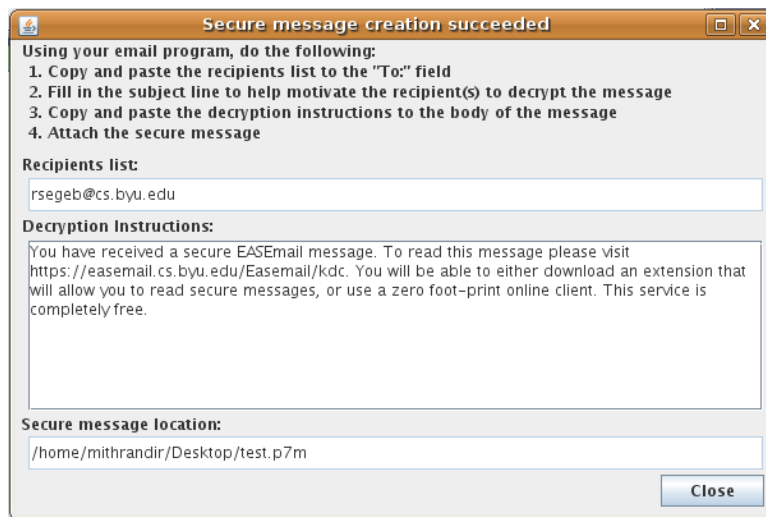 Secure message creation succeeded
Using your email program, do the following:
1. Copy and paste the recipients list to the "To:" field
2. Fill in the subject line to help motivate the recipient(s) to decrypt the message
3. Copy and paste the decryption instructions to the body of the message
4. Attach the secure message
Recipients list:
rsegeb@cs.byu.edu
Decryption Instructions:
You have received a secure EASEmail message. To read this message please visit
https://easemail.cs.byu.edu/Easemail/kdc. You will be able to either download an extension that
will allow you to read secure messages, or use a zero foot-print online client. This service is
completely free.
Secure message location:
/home/mithrandir/Desktop/test.p7m
Close